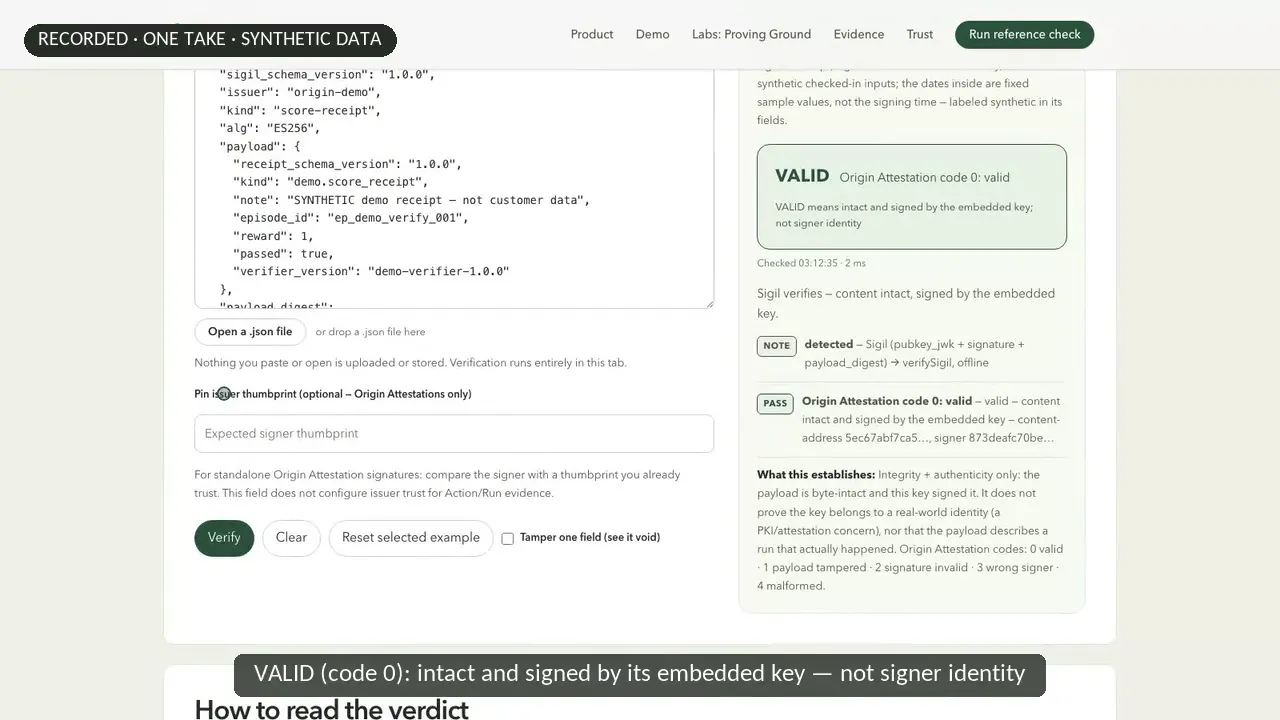 RECORDED · ONE TAKE · SYNTHETIC DATA
Product
Demo
Labs: Proving Ground
Evidence
Trust
Run reference check
"sigil_schema_version": "1.0.0",
"issuer": "origin-demo",
"kind": "score-receipt",
"alg": "ES256",
"payload": {
"receipt_schema_version": "1.0.0",
"kind": "demo.score_receipt",
"note": "SYNTHETIC demo receipt — not customer data",
"episode_id": "ep_demo_verify_001",
"reward": 1,
"passed": true,
"verifier_version": "demo-verifier-1.0.0"
},
"payload_digest":
Open a .json file
or drop a .json file here
Nothing you paste or open is uploaded or stored. Verification runs entirely in this tab.
Pin issuer thumbprint (optional — Origin Attestations only)
Expected signer thumbprint
For standalone Origin Attestation signatures: compare the signer with a thumbprint you already
trust. This field does not configure issuer trust for Action/Run evidence.
Verify
Clear
Reset selected example
Tamper one field (see it void)
synthetic checked-in inputs; the dates inside are fixed
sample values, not the signing time — labeled synthetic in its
fields.
VALID Origin Attestation code 0: valid
VALID means intact and signed by the embedded key;
not signer identity
Checked 03:12:35 · 2 ms
Sigil verifies — content intact, signed by the embedded
key.
NOTE detected — Sigil (pubkey_jwk + signature +
payload_digest) → verifySigil, offline
PASS Origin Attestation code 0: valid — valid — content
intact and signed by the embedded key — content-
address 5ec67abf7ca5…, signer 873deafc70be…
What this establishes: Integrity + authenticity only: the
payload is byte-intact and this key signed it. It does not
prove the key belongs to a real-world identity (a
PKI/attestation concern), nor that the payload describes a
run that actually happened. Origin Attestation codes: 0 valid
· 1 payload tampered · 2 signature invalid · 3 wrong signer ·
4 malformed.
VALID (code 0): intact and signed by its embedded key — not signer identity
How to read the verdict